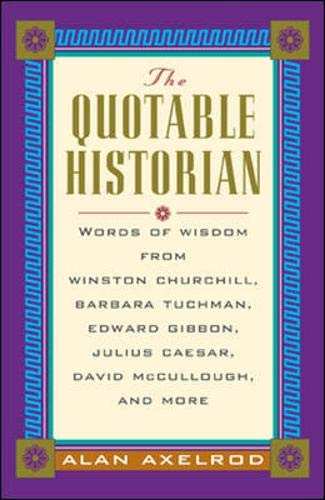 The
QUOTABLE
HISTORIAN
WORDS OF WISDOM
FROM
WINSTON CHURCHILL,
BARBARA TUCHMAN,
EDWARD GIBBON,
JULIUS CAESAR,
DAVID McCULLOUGH,
AND MORE
ALAN AXELROD